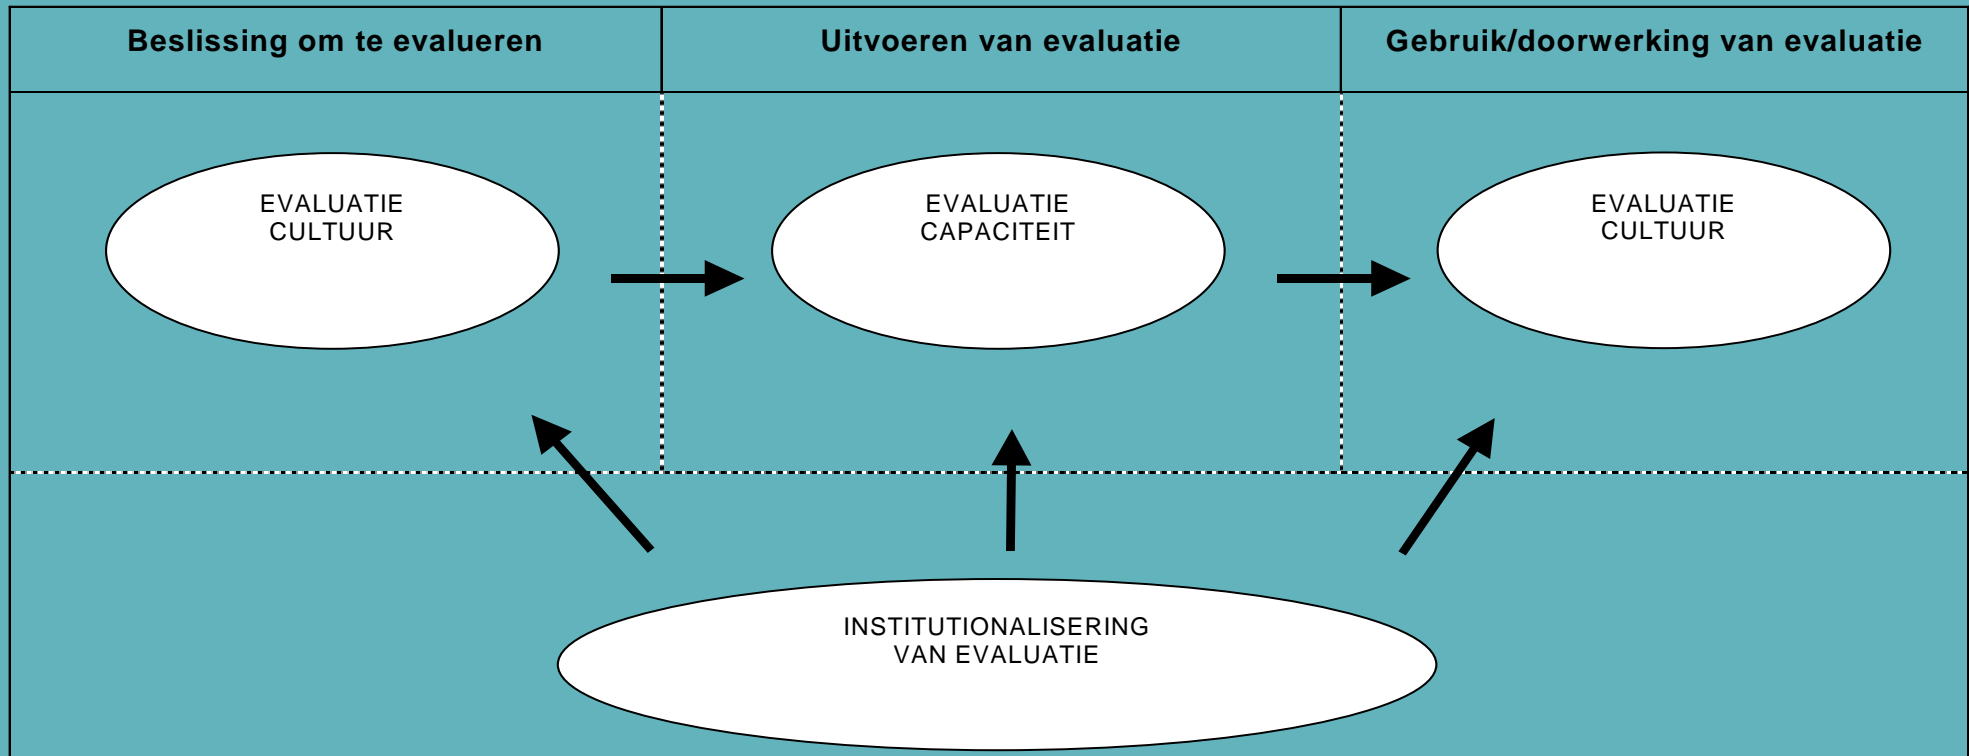 Beslissing om te evalueren
Uitvoeren van evaluatie
Gebruik/doorwerking van evaluatie
EVALUATIE
CULTUUR
EVALUATIE
CAPACITEIT
EVALUATIE
CULTUUR
INSTITUTIONALISERING
VAN EVALUATIE